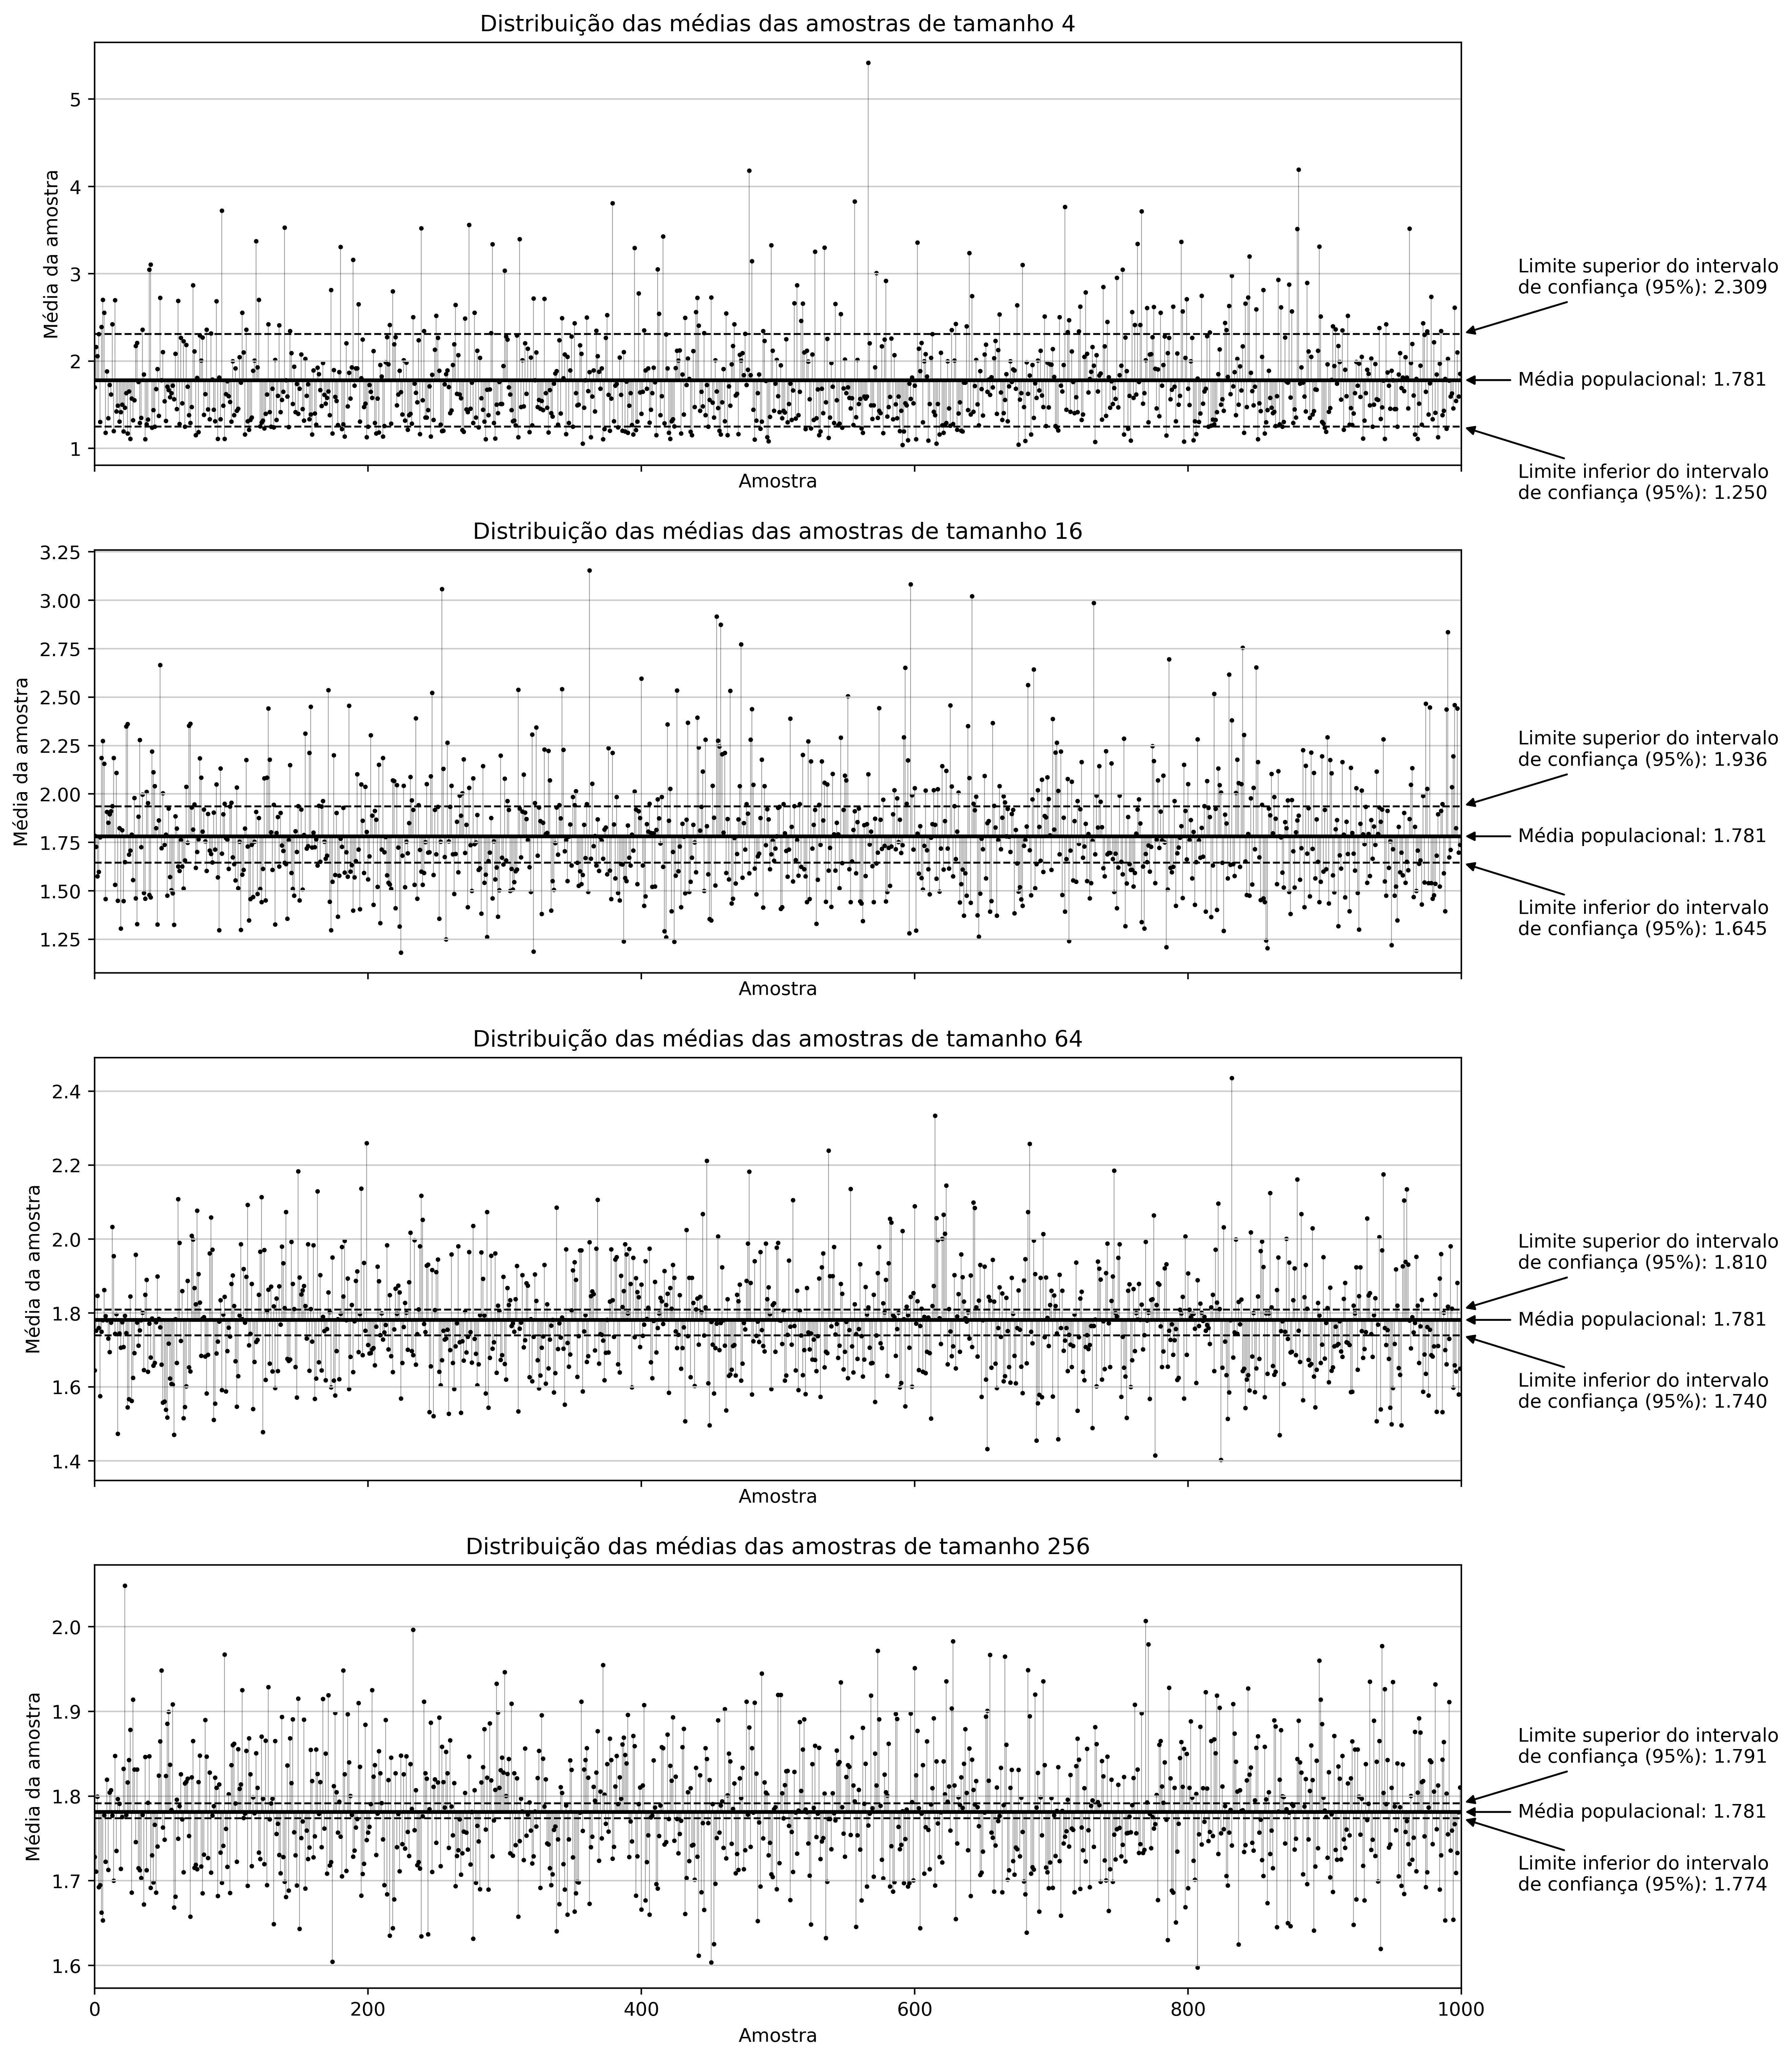 Distribuição das médias das amostras de tamanho 4
5
4
3
2
1
Média da amostra
Amostra
Limite superior do intervalo
de confiança (95%): 2.309
Média populacional: 1.781
Limite inferior do intervalo
de confiança (95%): 1.250
Distribuição das médias das amostras de tamanho 16
3.25
3.00
2.75
2.50
2.25
2.00
1.75
1.50
1.25
Média da amostra
Amostra
Limite superior do intervalo
de confiança (95%): 1.936
Média populacional: 1.781
Limite inferior do intervalo
de confiança (95%): 1.645
Distribuição das médias das amostras de tamanho 64
2.4
2.2
2.0
1.8
1.6
1.4
Média da amostra
Amostra
Limite superior do intervalo
de confiança (95%): 1.810
Média populacional: 1.781
Limite inferior do intervalo
de confiança (95%): 1.740
Distribuição das médias das amostras de tamanho 256
2.0
1.9
1.8
1.7
1.6
Média da amostra
0 200 400 600 800 1000
Amostra
Limite superior do intervalo
de confiança (95%): 1.791
Média populacional: 1.781
Limite inferior do intervalo
de confiança (95%): 1.774